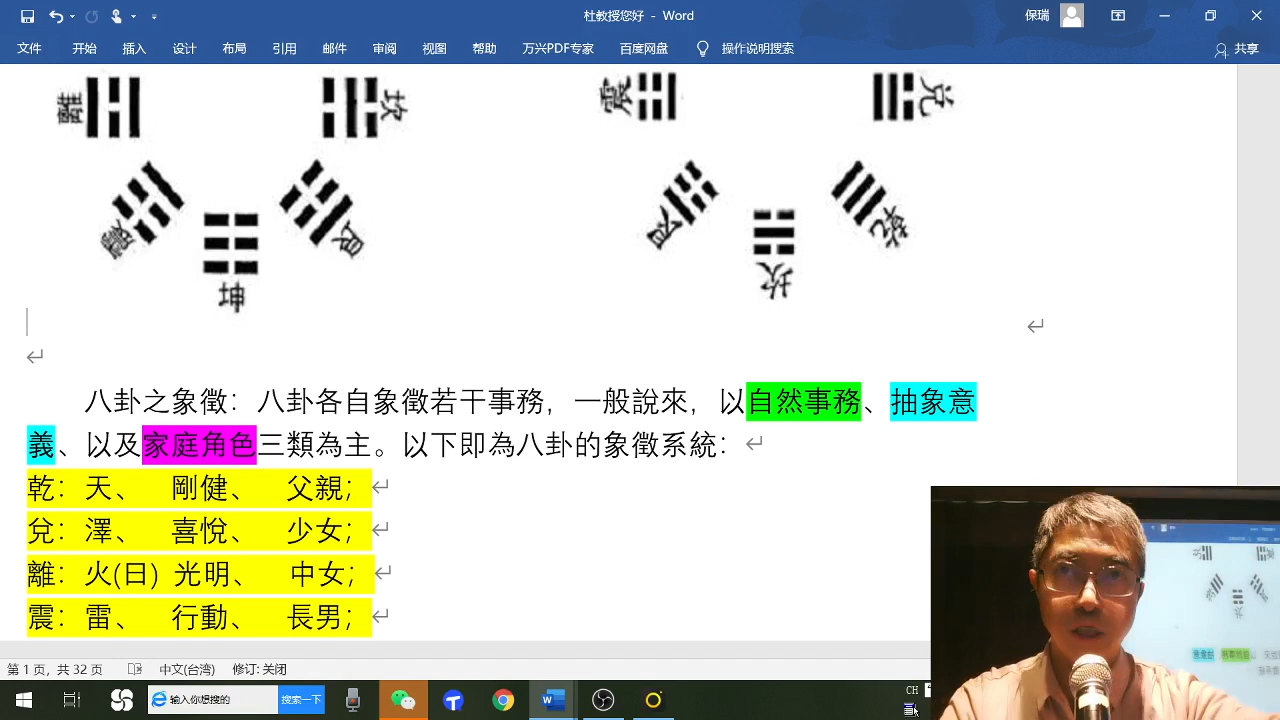 杜教授您好 - Word
保瑞
文件 开始 插入 设计 布局 引用 邮件 审阅 视图 帮助 万兴PDF专家 百度网盘 操作说明搜索 共享
離 坎 震 兌
震 艮 艮 乾
坤 坎
八卦之象徵：八卦各自象徵若干事務，一般說來，以自然事務、抽象意
義、以及家庭角色三類為主。以下即為八卦的象徵系統：
乾：天、 剛健、 父親；
兌：澤、 喜悅、 少女；
離：火(日) 光明、 中女；
震：雷、 行動、 長男；
第 1 页，共 32 页 中文(台湾) 修订: 关闭
输入你想搜的 搜索一下
CH